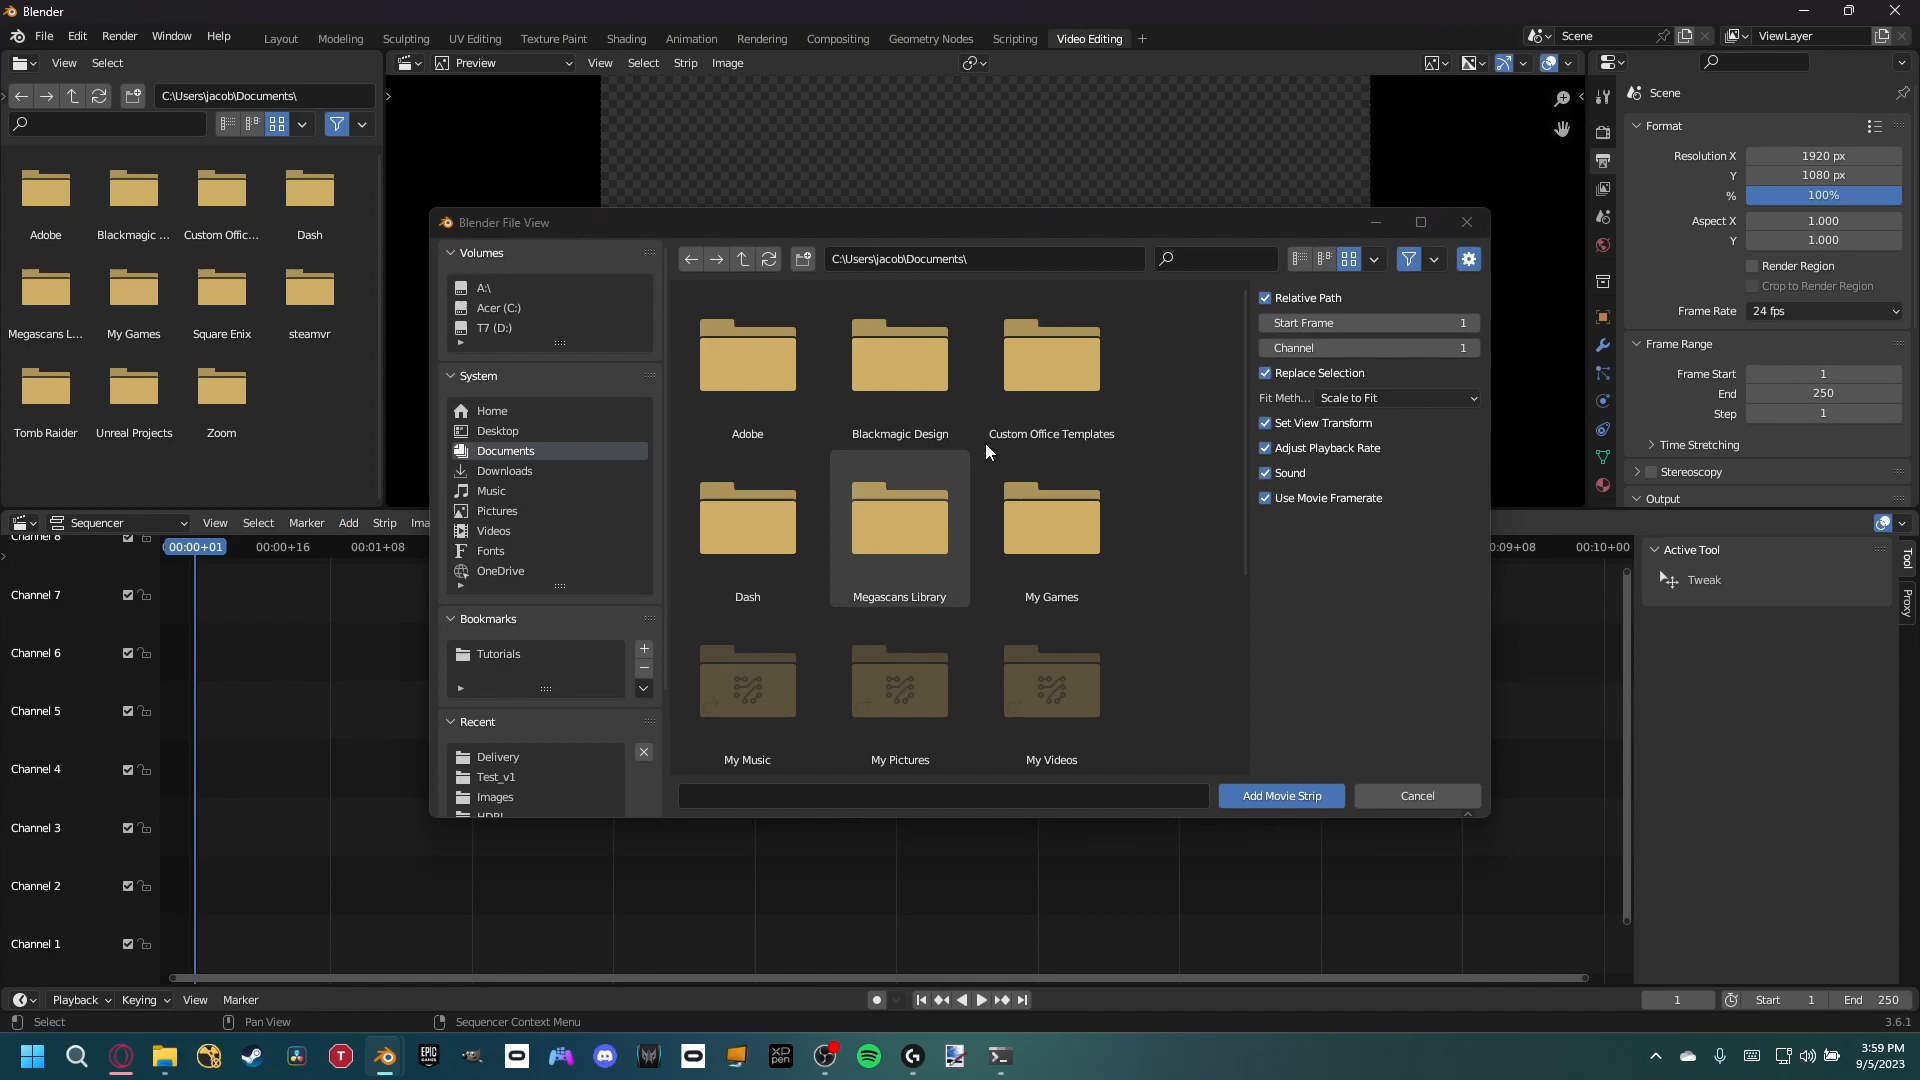 Blender
File Edit Render Window Help Layout Modeling Sculpting UV Editing Texture Paint Shading Animation Rendering Compositing Geometry Nodes Scripting Video Editing + Scene ViewLayer
View Select
Preview View Select Strip Image
C:\Users\jacob\Documents\
Adobe Blackmagic ... Custom Offic... Dash
Megascans L... My Games Square Enix steamvr
Tomb Raider Unreal Projects Zoom
Scene
Format
Resolution X 1920 px
Y 1080 px
% 100%
Aspect X 1.000
Y 1.000
Render Region
Crop to Render Region
Frame Rate 24 fps
Frame Range
Frame Start 1
End 250
Step 1
Time Stretching
Stereoscopy
Output
Blender File View
Volumes
A:\
Acer (C:)
T7 (D:)
System
Home
Desktop
Documents
Downloads
Music
Pictures
Videos
Fonts
OneDrive
Bookmarks
Tutorials
Recent
Delivery
Test_v1
Images
HDRI
C:\Users\jacob\Documents\
Adobe Blackmagic Design Custom Office Templates
Dash Megascans Library My Games
My Music My Pictures My Videos
Relative Path
Start Frame 1
Channel 1
Replace Selection
Fit Meth... Scale to Fit
Set View Transform
Adjust Playback Rate
Sound
Use Movie Framerate
Add Movie Strip Cancel
Sequencer View Select Marker Add Strip Ima
00:00+01 00:00+16 00:01+08 0:09+08 00:10+00
Channel 8
Channel 7
Channel 6
Channel 5
Channel 4
Channel 3
Channel 2
Channel 1
Active Tool
Tweak
Tool
Proxy
Playback Keying View Marker 1 Start 1 End 250
Select Pan View Sequencer Context Menu 3.6.1
T EPIC GAMES XP PEN
3:59 PM
9/5/2023